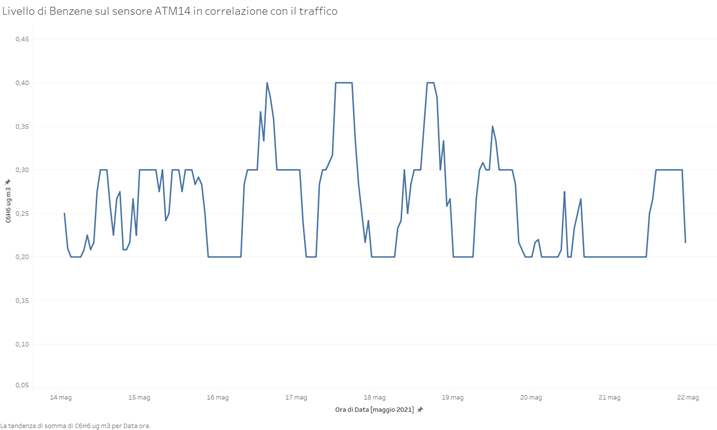 Livello di Benzene sul sensore ATM14 in correlazione con il traffico
0,45
0,40
0,35
0,30
0,25
0,20
0,15
0,10
0,05
C6H6 ug m3
14 mag 15 mag 16 mag 17 mag 18 mag 19 mag 20 mag 21 mag 22 mag
Ora di Data [maggio 2021]
La tendenza di somma di C6H6 ug m3 per Data ora.